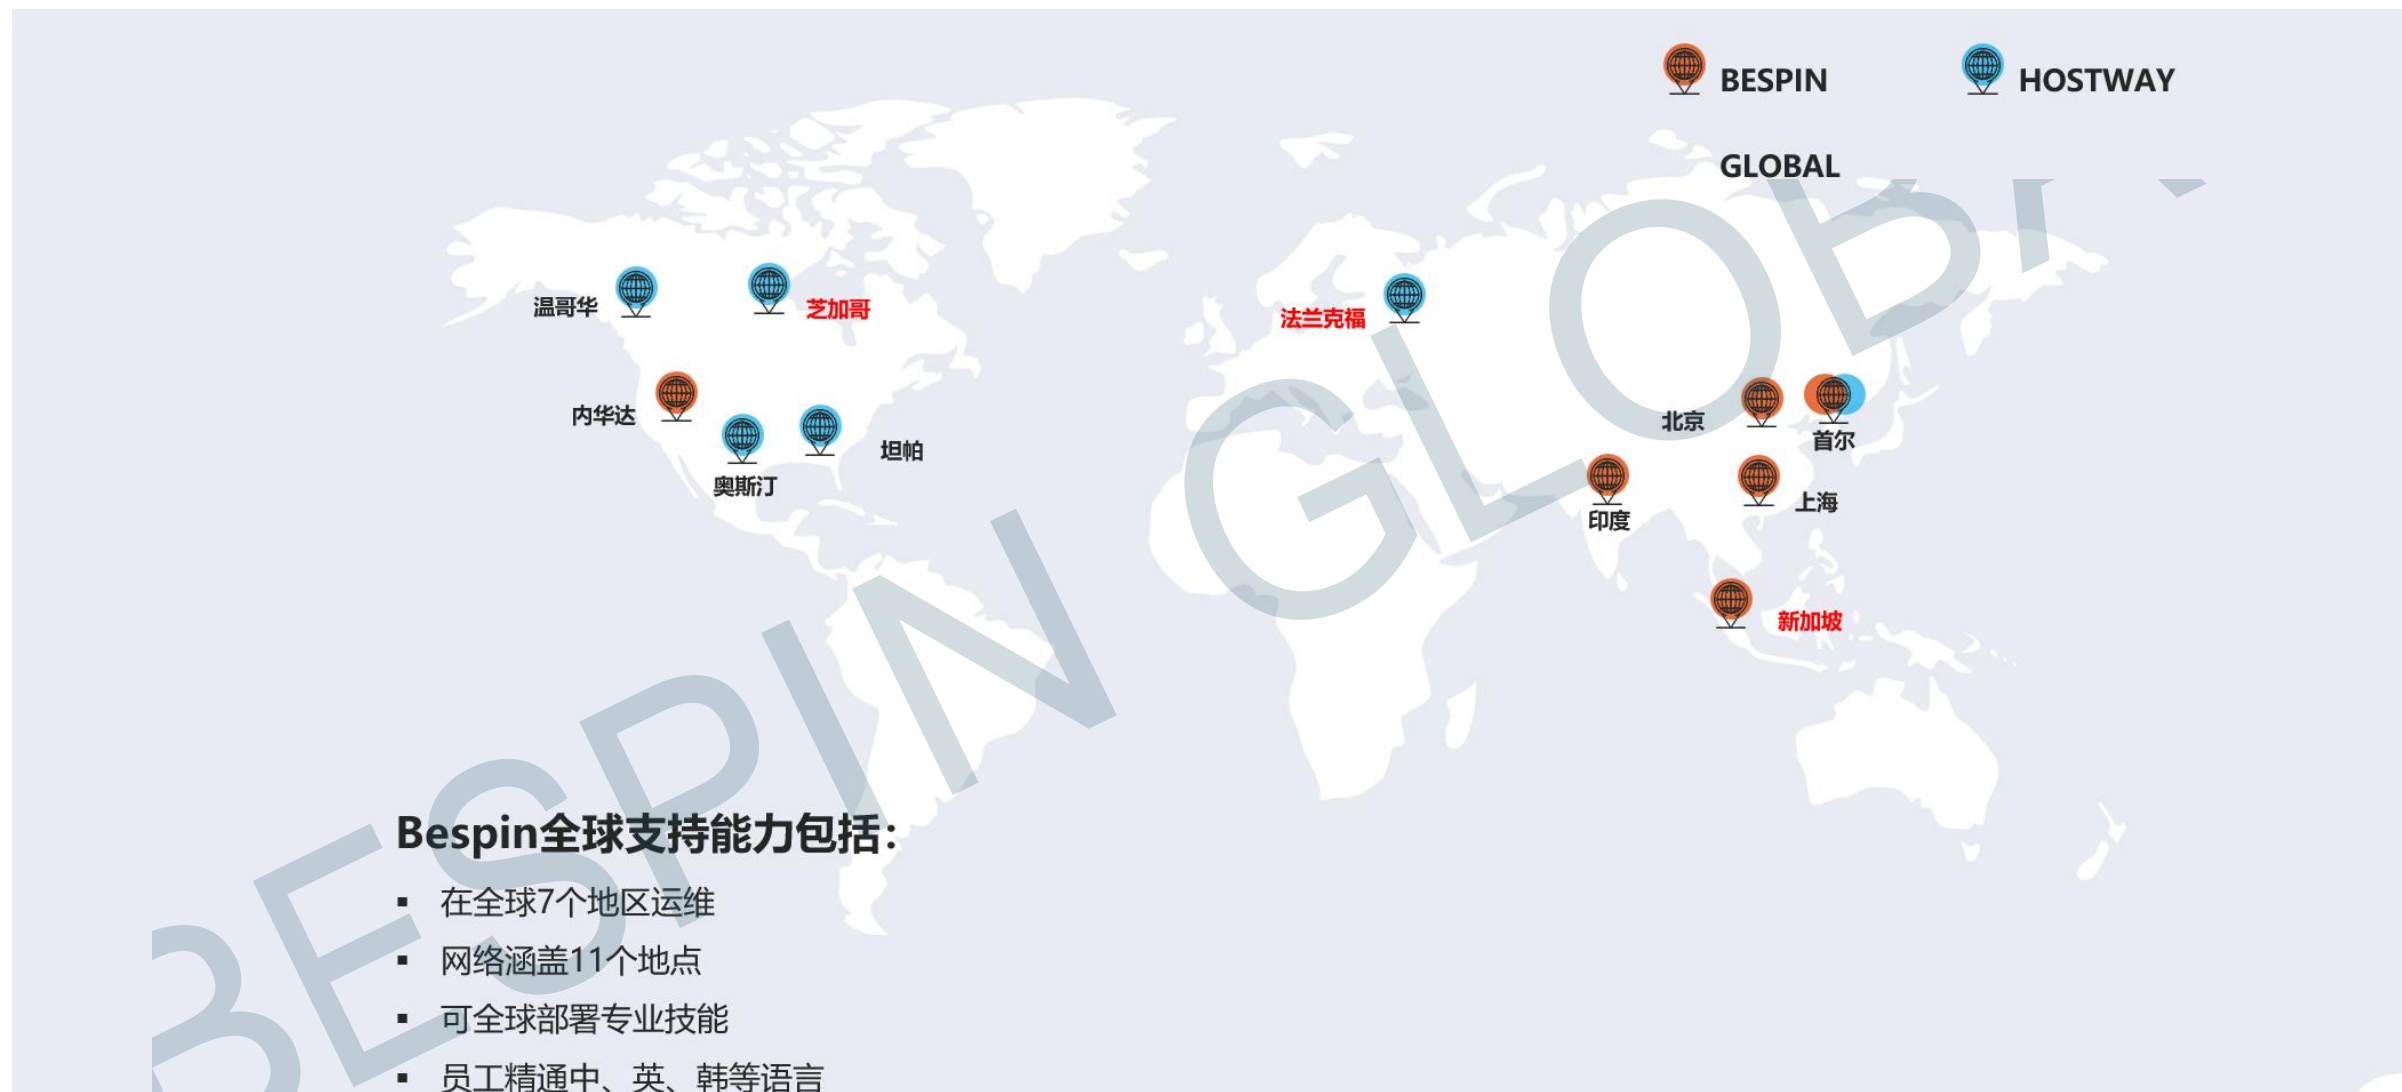 BESPIN
HOSTWAY
GLOBAL
温哥华
芝加哥
法兰克福
内华达
坦帕
奥斯汀
北京
首尔
印度
上海
新加坡
BESPIN GLOBAL
Bespin全球支持能力包括：
▪ 在全球7个地区运维
▪ 网络涵盖11个地点
▪ 可全球部署专业技能
▪ 员工精通中、英、韩等语言